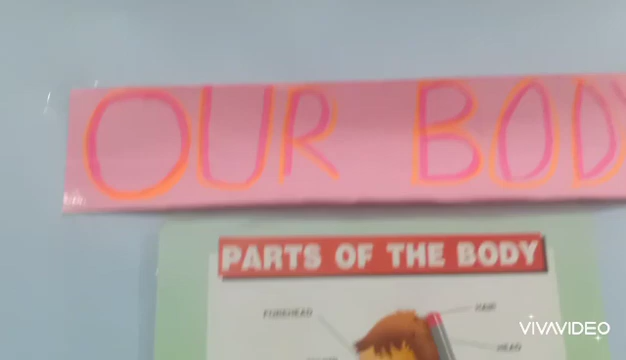 OUR BODY
PARTS OF THE BODY
FOREHEAD
HAIR
HEAD
VIVAVIDEO